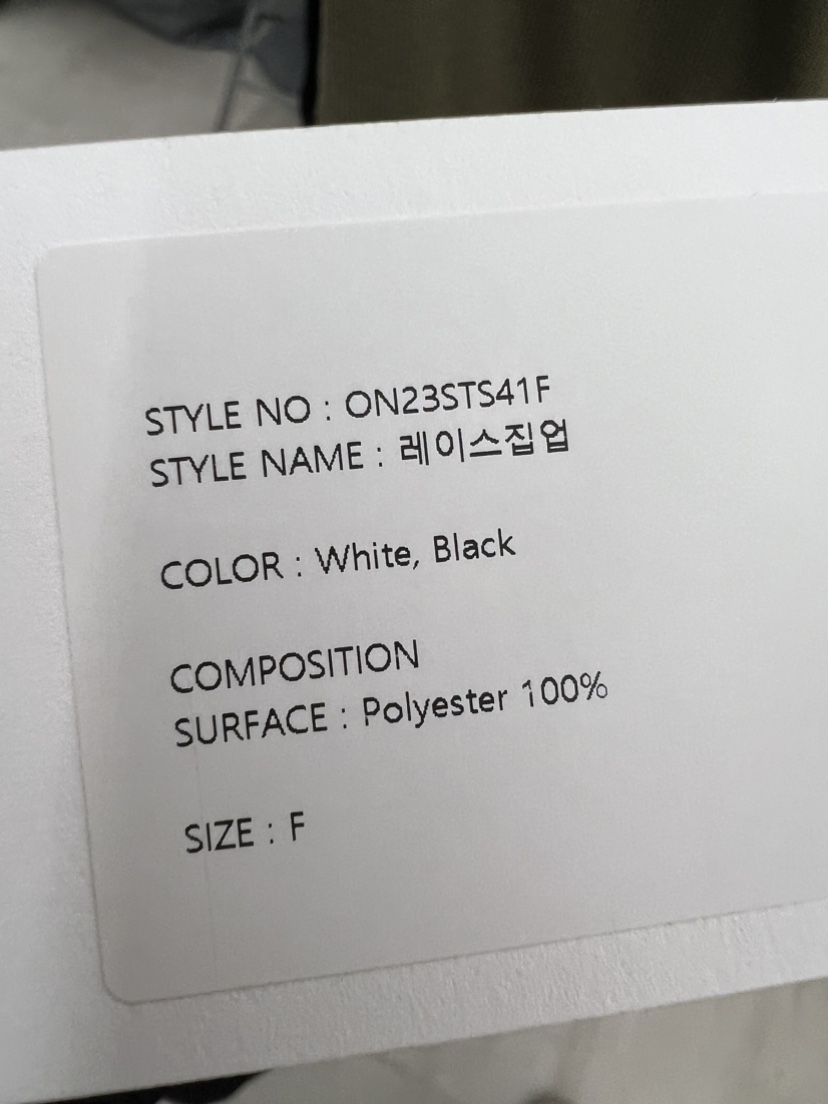 STYLE NO : ON23STS41F
STYLE NAME : 레이스집업
COLOR : White, Black
COMPOSITION
SURFACE : Polyester 100%
SIZE : F